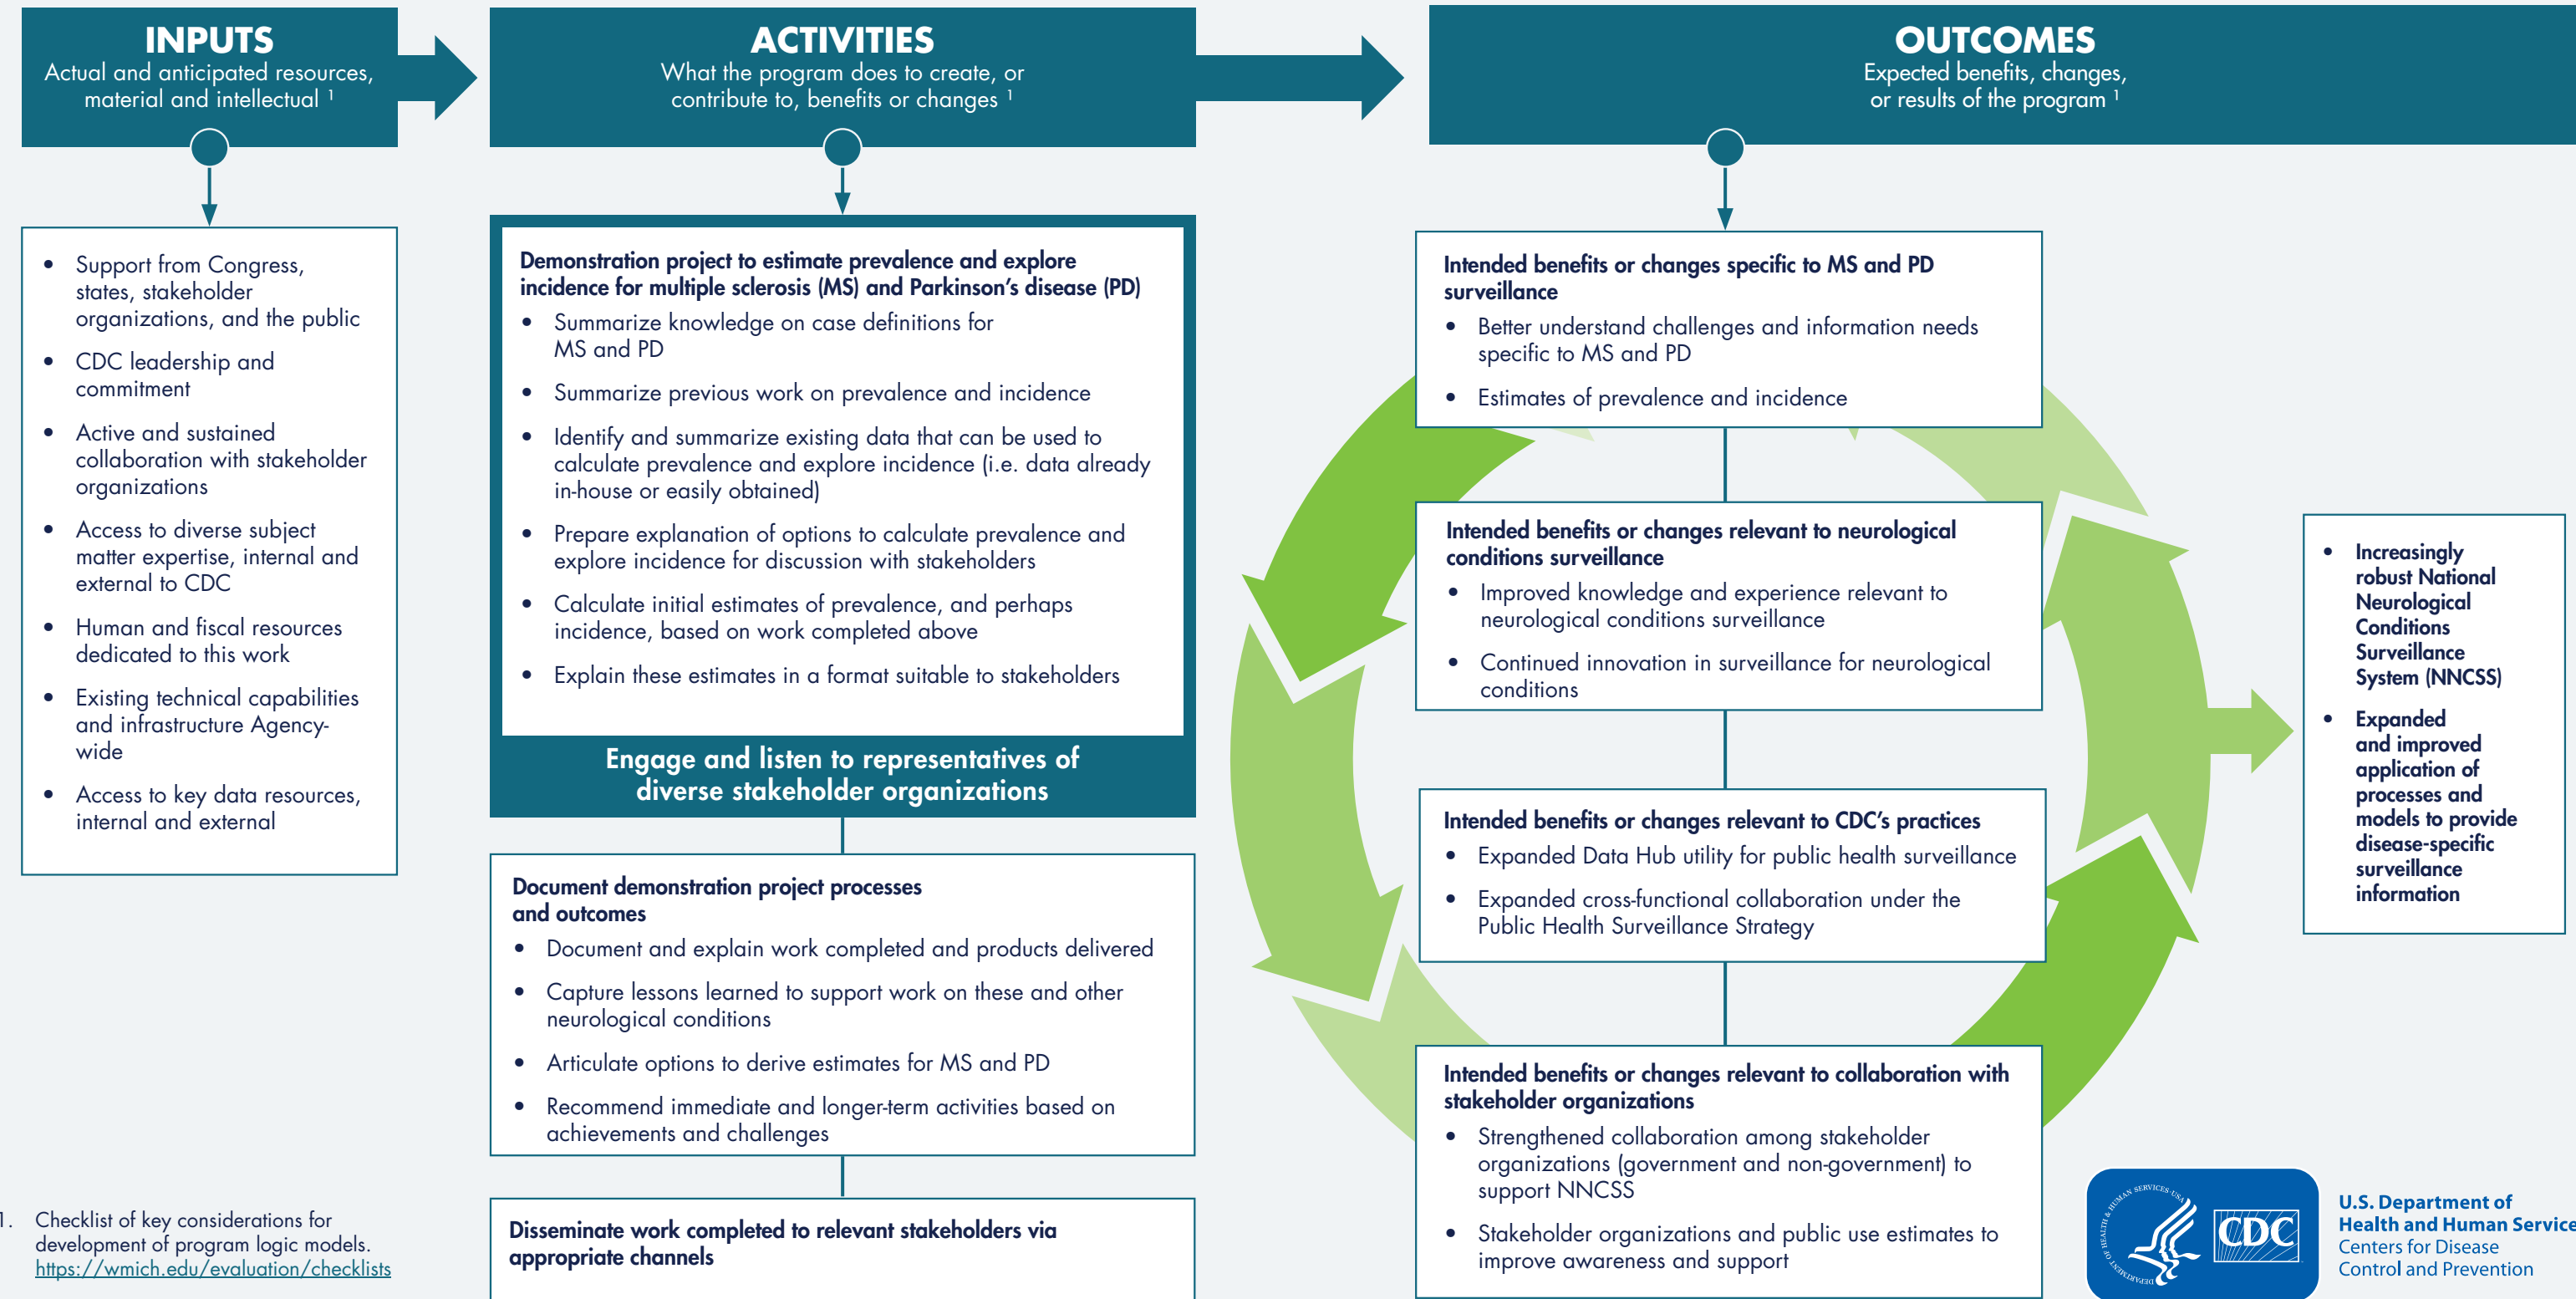 INPUTS
Actual and anticipated resources,
material and intellectual ¹
ACTIVITIES
What the program does to create, or
contribute to, benefits or changes ¹
OUTCOMES
Expected benefits, changes,
or results of the program ¹
• Support from Congress,
states, stakeholder
organizations, and the public
• CDC leadership and
commitment
• Active and sustained
collaboration with stakeholder
organizations
• Access to diverse subject
matter expertise, internal and
external to CDC
• Human and fiscal resources
dedicated to this work
• Existing technical capabilities
and infrastructure Agency-
wide
• Access to key data resources,
internal and external
Demonstration project to estimate prevalence and explore
incidence for multiple sclerosis (MS) and Parkinson's disease (PD)
• Summarize knowledge on case definitions for
MS and PD
• Summarize previous work on prevalence and incidence
• Identify and summarize existing data that can be used to
calculate prevalence and explore incidence (i.e. data already
in-house or easily obtained)
• Prepare explanation of options to calculate prevalence and
explore incidence for discussion with stakeholders
• Calculate initial estimates of prevalence, and perhaps
incidence, based on work completed above
• Explain these estimates in a format suitable to stakeholders
Engage and listen to representatives of
diverse stakeholder organizations
Document demonstration project processes
and outcomes
• Document and explain work completed and products delivered
• Capture lessons learned to support work on these and other
neurological conditions
• Articulate options to derive estimates for MS and PD
• Recommend immediate and longer-term activities based on
achievements and challenges
Disseminate work completed to relevant stakeholders via
appropriate channels
Intended benefits or changes specific to MS and PD
surveillance
• Better understand challenges and information needs
specific to MS and PD
• Estimates of prevalence and incidence
Intended benefits or changes relevant to neurological
conditions surveillance
• Improved knowledge and experience relevant to
neurological conditions surveillance
• Continued innovation in surveillance for neurological
conditions
Intended benefits or changes relevant to CDC's practices
• Expanded Data Hub utility for public health surveillance
• Expanded cross-functional collaboration under the
Public Health Surveillance Strategy
Intended benefits or changes relevant to collaboration with
stakeholder organizations
• Strengthened collaboration among stakeholder
organizations (government and non-government) to
support NNCSS
• Stakeholder organizations and public use estimates to
improve awareness and support
• Increasingly
robust National
Neurological
Conditions
Surveillance
System (NNCSS)
• Expanded
and improved
application of
processes and
models to provide
disease-specific
surveillance
information
1. Checklist of key considerations for
development of program logic models.
https://wmich.edu/evaluation/checklists
DEPARTMENT OF HEALTH & HUMAN SERVICES·USA
CDC
U.S. Department of
Health and Human Service
Centers for Disease
Control and Prevention